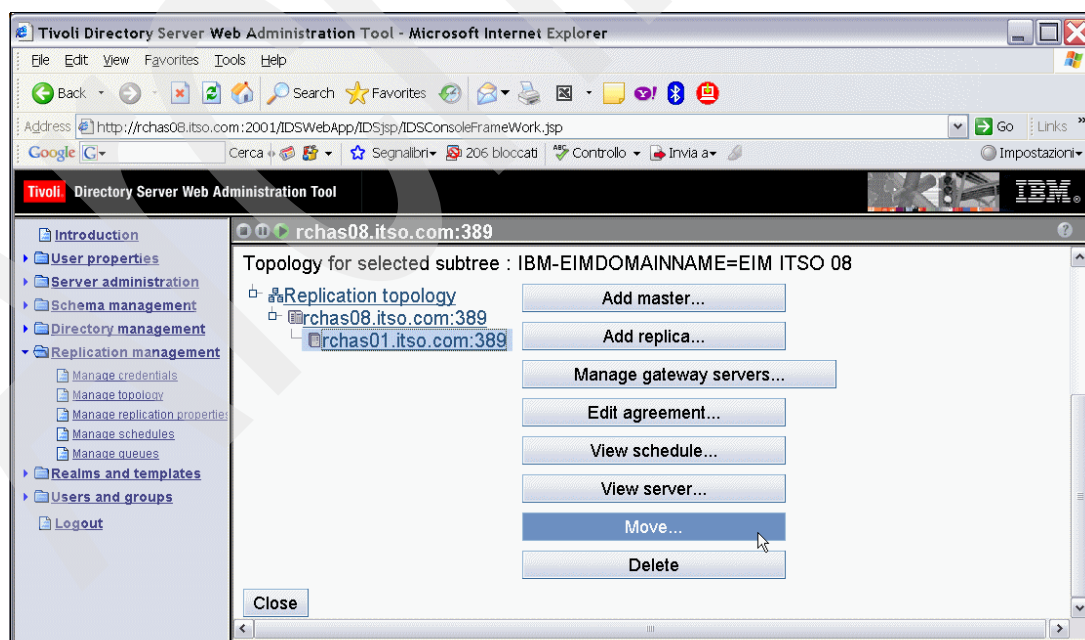 Tivoli Directory Server Web Administration Tool - Microsoft Internet Explorer
File Edit View Favorites Tools Help
Back Search Favorites
Address http://rchas08.itso.com:2001/IDSWebApp/IDSjsp/IDSConsoleFrameWork.jsp Go Links »
Google G Cerca Segnalibri 206 bloccati ABC Controllo Invia a Impostazioni
Tivoli. Directory Server Web Administration Tool IBM.
rchas08.itso.com:389 ?
Introduction
User properties
Server administration
Schema management
Directory management
Replication management
Manage credentials
Manage topology
Manage replication propertie
Manage schedules
Manage queues
Realms and templates
Users and groups
Logout
Topology for selected subtree : IBM-EIMDOMAINNAME=EIM ITSO 08
Replication topology
rchas08.itso.com:389
rchas01.itso.com:389
Add master...
Add replica...
Manage gateway servers...
Edit agreement...
View schedule...
View server...
Move...
Delete
Close